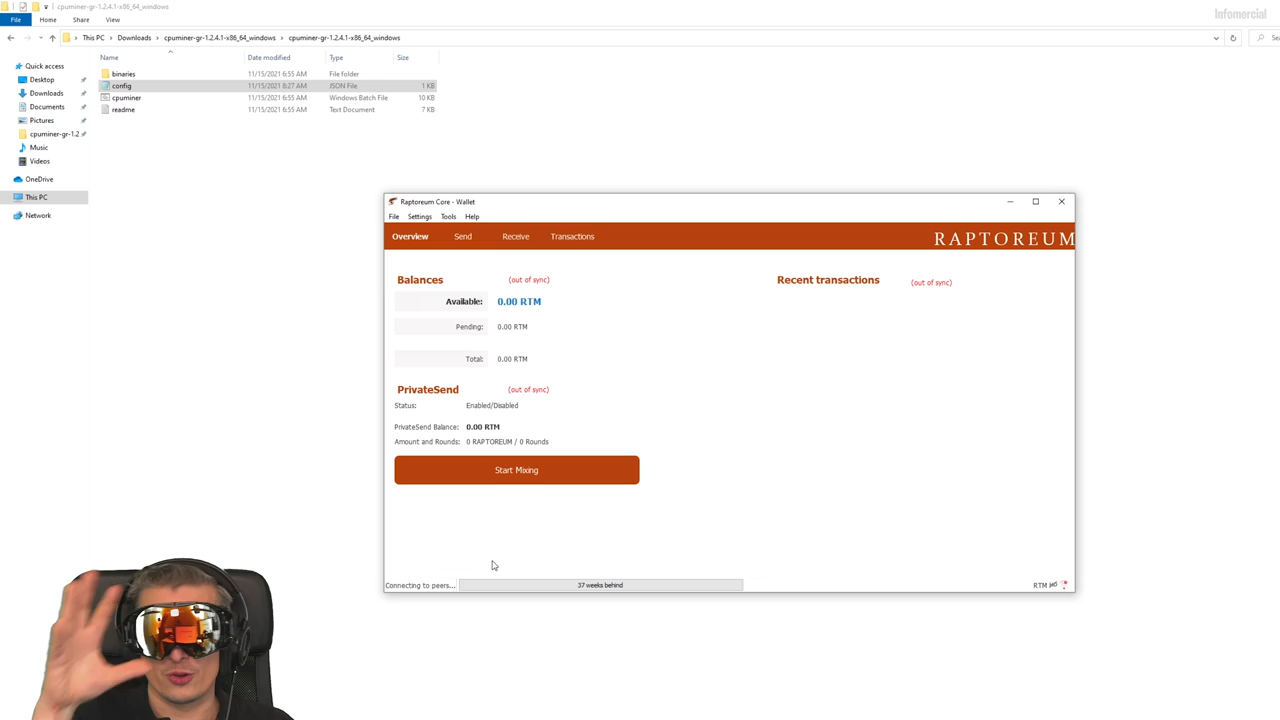 cpuminer-gr-1.2.4.1-x86_64_windows
Infomercial
File Home Share View
This PC Downloads cpuminer-gr-1.2.4.1-x86_64_windows cpuminer-gr-1.2.4.1-x86_64_windows
Name Date modified Type Size
Quick access
Desktop
Downloads
Documents
Pictures
cpuminer-gr-1.2
Music
Videos
OneDrive
This PC
Network
binaries 11/15/2021 6:55 AM File folder
config 11/15/2021 8:27 AM JSON File 1 KB
cpuminer 11/15/2021 6:55 AM Windows Batch File 10 KB
readme 11/15/2021 6:55 AM Text Document 7 KB
Raptoreum Core - Wallet
File Settings Tools Help
Overview Send Receive Transactions RAPTOREUM
Balances (out of sync)
Available: 0.00 RTM
Pending: 0.00 RTM
Total: 0.00 RTM
PrivateSend (out of sync)
Status: Enabled/Disabled
PrivateSend Balance: 0.00 RTM
Amount and Rounds: 0 RAPTOREUM / 0 Rounds
Start Mixing
Recent transactions (out of sync)
Connecting to peers... 37 weeks behind RTM